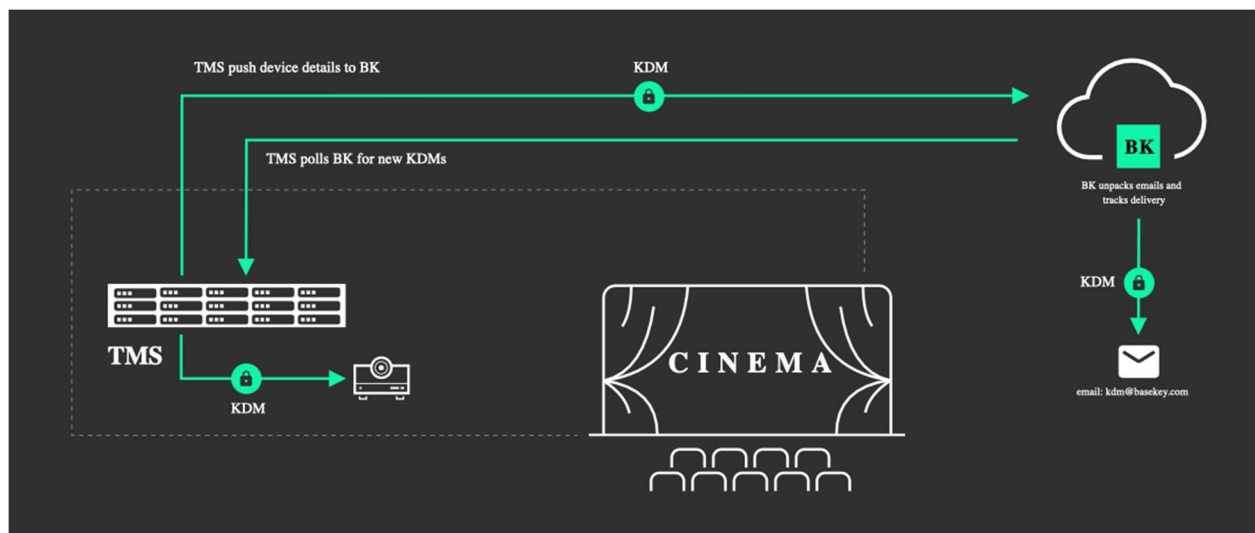 TMS push device details to BK
KDM
TMS polls BK for new KDMs
BK
BK unpacks emails and
tracks delivery
KDM
TMS
CINEMA
KDM
email: kdm@basekey.com